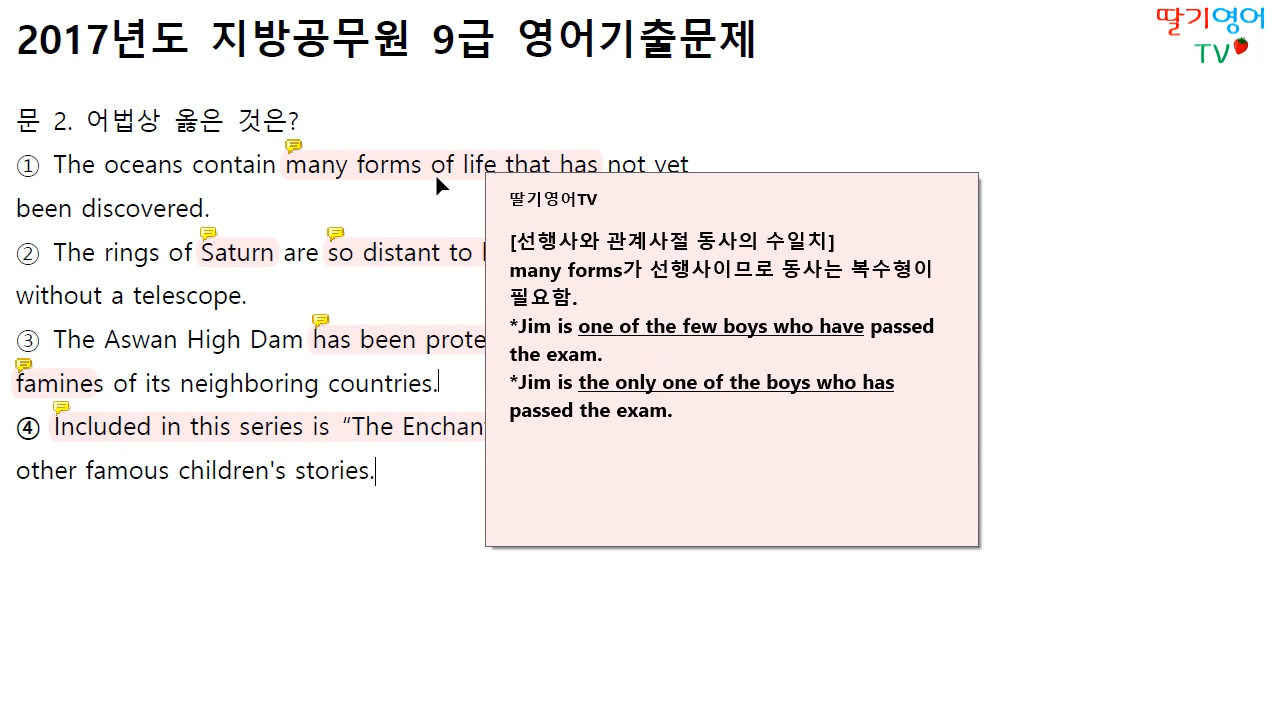 2017년도 지방공무원 9급 영어기출문제
딸기영어
TV
문 2. 어법상 옳은 것은?
① The oceans contain many forms of life that has not yet
been discovered.
② The rings of Saturn are so distant to
without a telescope.
③ The Aswan High Dam has been
famines of its neighboring countries.
④ Included in this series is “The
other famous children's stories.
딸기영어TV
[선행사와 관계사절 동사의 수일치]
many forms가 선행사이므로 동사는 복수형이
필요함.
*Jim is one of the few boys who have passed
the exam.
*Jim is the only one of the boys who has
passed the exam.